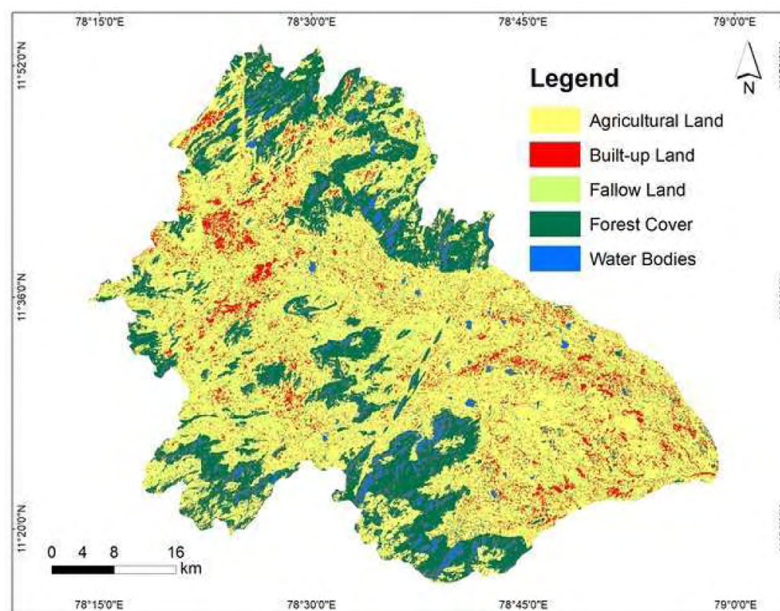 78°15'0"E 78°30'0"E 78°45'0"E 79°0'0"E
11°52'0"N
N
Legend
Agricultural Land
Built-up Land
Fallow Land
Forest Cover
Water Bodies
11°36'0"N
11°20'0"N
0 4 8 16
km
78°15'0"E 78°30'0"E 78°45'0"E 79°0'0"E